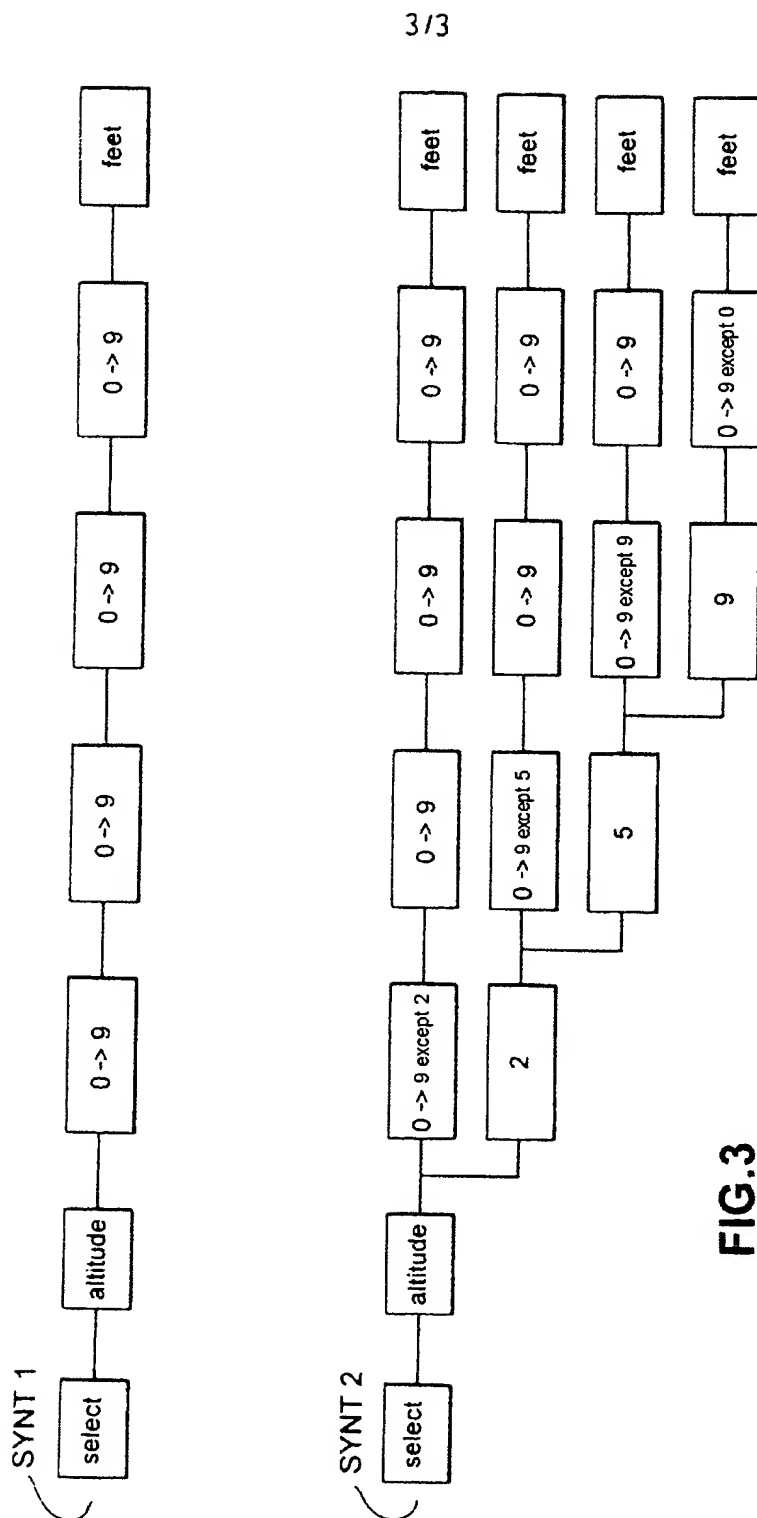 3/3
SYNT 1
select
altitude
0 -> 9
0 -> 9
0 -> 9
0 -> 9
feet
SYNT 2
select
altitude
0 -> 9 except 2
0 -> 9
0 -> 9
0 -> 9
feet
2
0 -> 9 except 5
0 -> 9
0 -> 9
feet
5
0 -> 9 except 9
0 -> 9
feet
9
0 -> 9 except 0
feet
FIG.3